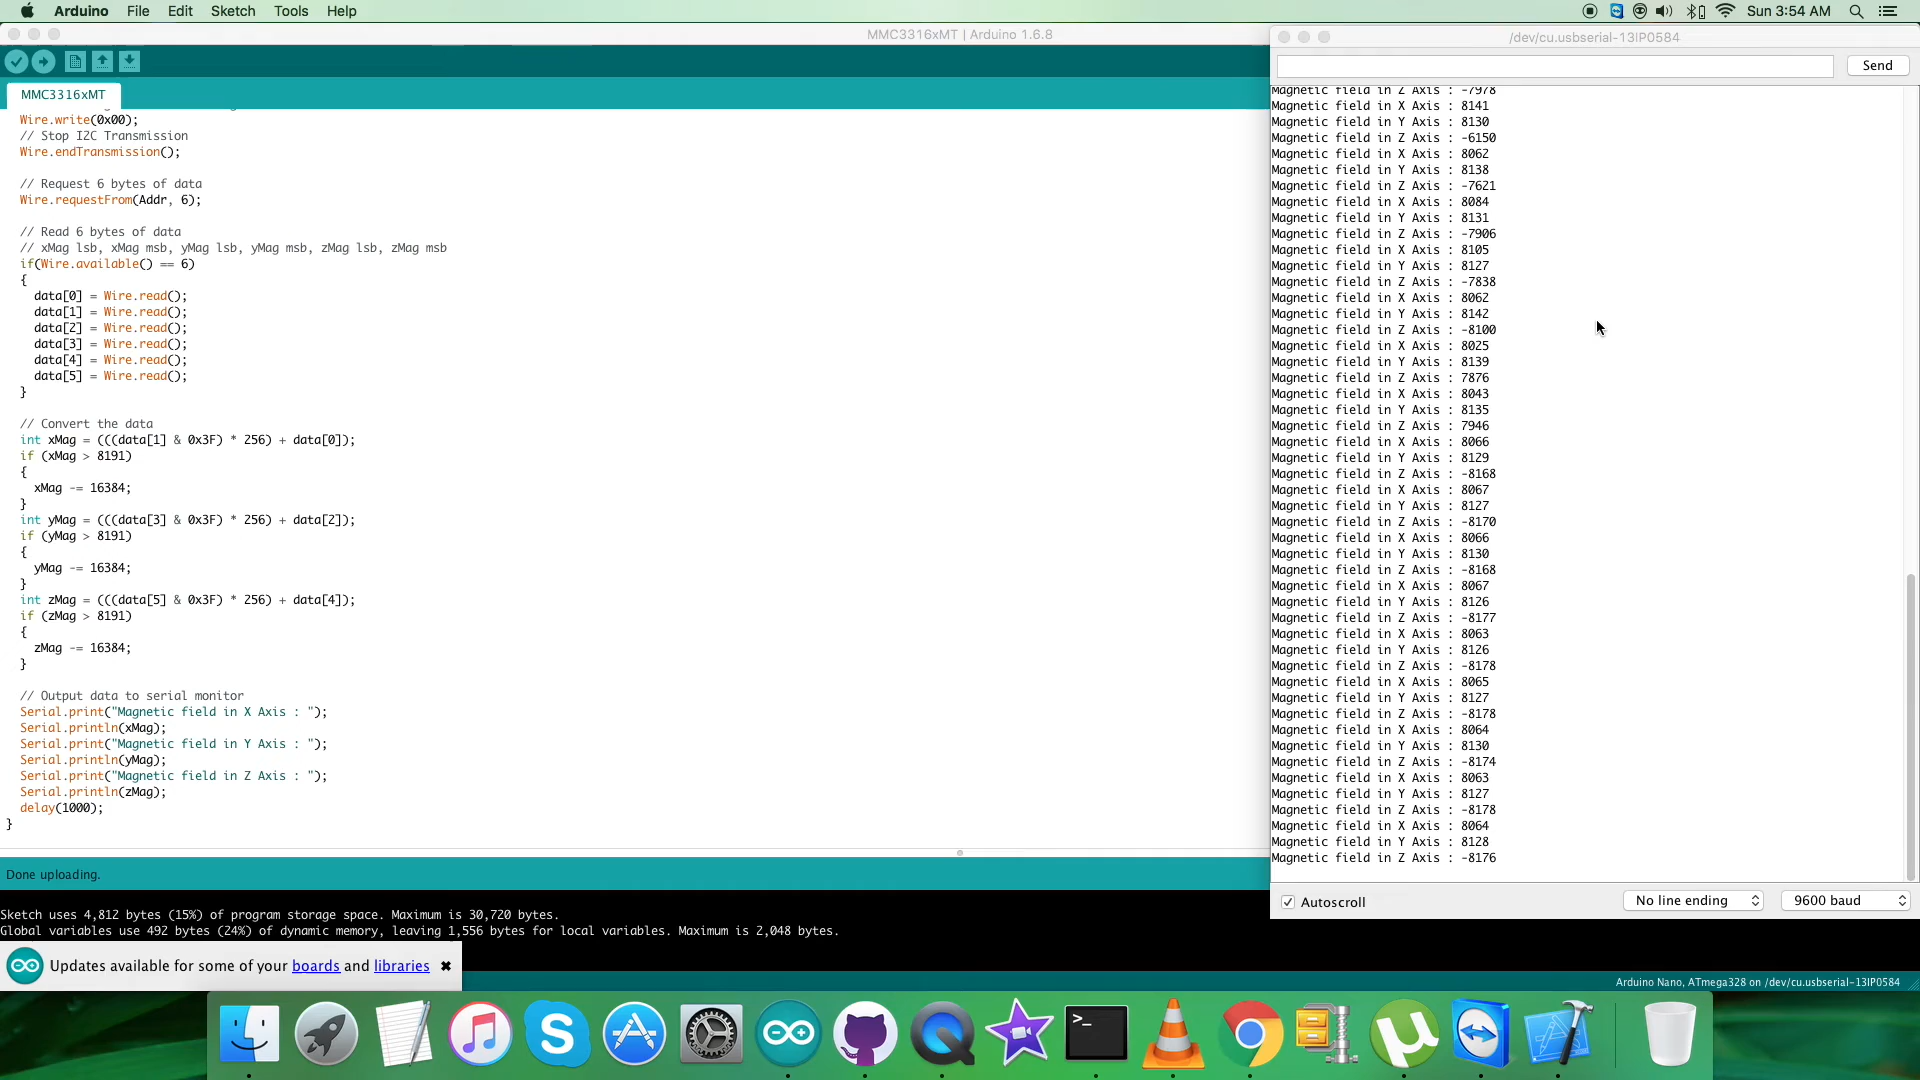 Arduino File Edit Sketch Tools Help
Sun 3:54 AM
MMC3316xMT | Arduino 1.6.8
MMC3316xMT
Wire.write(0x00);
// Stop I2C Transmission
Wire.endTransmission();
// Request 6 bytes of data
Wire.requestFrom(Addr, 6);
// Read 6 bytes of data
// xMag lsb, xMag msb, yMag lsb, yMag msb, zMag lsb, zMag msb
if(Wire.available() == 6)
{
data[0] = Wire.read();
data[1] = Wire.read();
data[2] = Wire.read();
data[3] = Wire.read();
data[4] = Wire.read();
data[5] = Wire.read();
}
// Convert the data
int xMag = (((data[1] & 0x3F) * 256) + data[0]);
if (xMag > 8191)
{
xMag -= 16384;
}
int yMag = (((data[3] & 0x3F) * 256) + data[2]);
if (yMag > 8191)
{
yMag -= 16384;
}
int zMag = (((data[5] & 0x3F) * 256) + data[4]);
if (zMag > 8191)
{
zMag -= 16384;
}
// Output data to serial monitor
Serial.print("Magnetic field in X Axis : ");
Serial.println(xMag);
Serial.print("Magnetic field in Y Axis : ");
Serial.println(yMag);
Serial.print("Magnetic field in Z Axis : ");
Serial.println(zMag);
delay(1000);
}
Done uploading.
Sketch uses 4,812 bytes (15%) of program storage space. Maximum is 30,720 bytes.
Global variables use 492 bytes (24%) of dynamic memory, leaving 1,556 bytes for local variables. Maximum is 2,048 bytes.
Updates available for some of your boards and libraries
/dev/cu.usbserial-13IP0584
Send
Magnetic field in Z Axis : -7978
Magnetic field in X Axis : 8141
Magnetic field in Y Axis : 8130
Magnetic field in Z Axis : -6150
Magnetic field in X Axis : 8062
Magnetic field in Y Axis : 8138
Magnetic field in Z Axis : -7621
Magnetic field in X Axis : 8084
Magnetic field in Y Axis : 8131
Magnetic field in Z Axis : -7906
Magnetic field in X Axis : 8105
Magnetic field in Y Axis : 8127
Magnetic field in Z Axis : -7838
Magnetic field in X Axis : 8062
Magnetic field in Y Axis : 8142
Magnetic field in Z Axis : -8100
Magnetic field in X Axis : 8025
Magnetic field in Y Axis : 8139
Magnetic field in Z Axis : 7876
Magnetic field in X Axis : 8043
Magnetic field in Y Axis : 8135
Magnetic field in Z Axis : 7946
Magnetic field in X Axis : 8066
Magnetic field in Y Axis : 8129
Magnetic field in Z Axis : -8168
Magnetic field in X Axis : 8067
Magnetic field in Y Axis : 8127
Magnetic field in Z Axis : -8170
Magnetic field in X Axis : 8066
Magnetic field in Y Axis : 8130
Magnetic field in Z Axis : -8168
Magnetic field in X Axis : 8067
Magnetic field in Y Axis : 8126
Magnetic field in Z Axis : -8177
Magnetic field in X Axis : 8063
Magnetic field in Y Axis : 8126
Magnetic field in Z Axis : -8178
Magnetic field in X Axis : 8065
Magnetic field in Y Axis : 8127
Magnetic field in Z Axis : -8178
Magnetic field in X Axis : 8064
Magnetic field in Y Axis : 8130
Magnetic field in Z Axis : -8174
Magnetic field in X Axis : 8063
Magnetic field in Y Axis : 8127
Magnetic field in Z Axis : -8178
Magnetic field in X Axis : 8064
Magnetic field in Y Axis : 8128
Magnetic field in Z Axis : -8176
Autoscroll
No line ending
9600 baud
Arduino Nano, ATmega328 on /dev/cu.usbserial-13IP0584